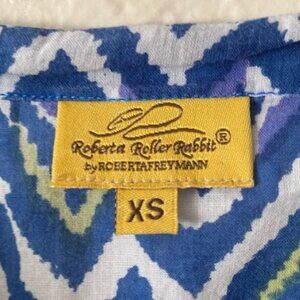 Roberta Roller Rabbit®
by ROBERTAFREYMANN
XS